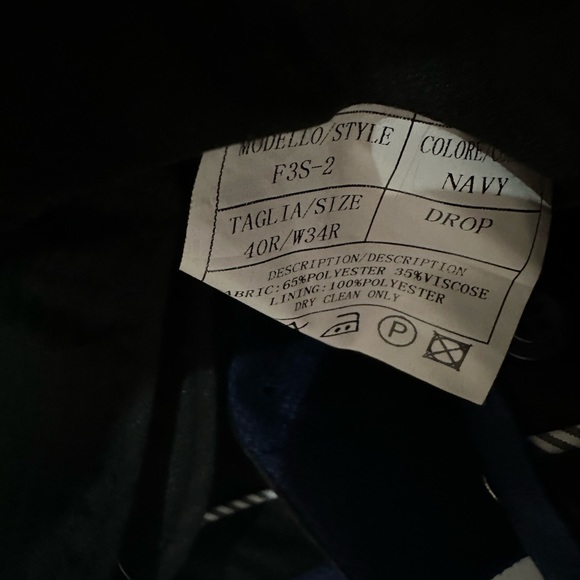 MODELLO/STYLE
F3S-2
COLORE/
NAVY
TAGLIA/SIZE
40R/W34R
DROP
DESCRIPTION/DESCRIPTION
ABRIC:65%POLYESTER 35%VISCOSE
LINING:100%POLYESTER
DRY CLEAN ONLY
P